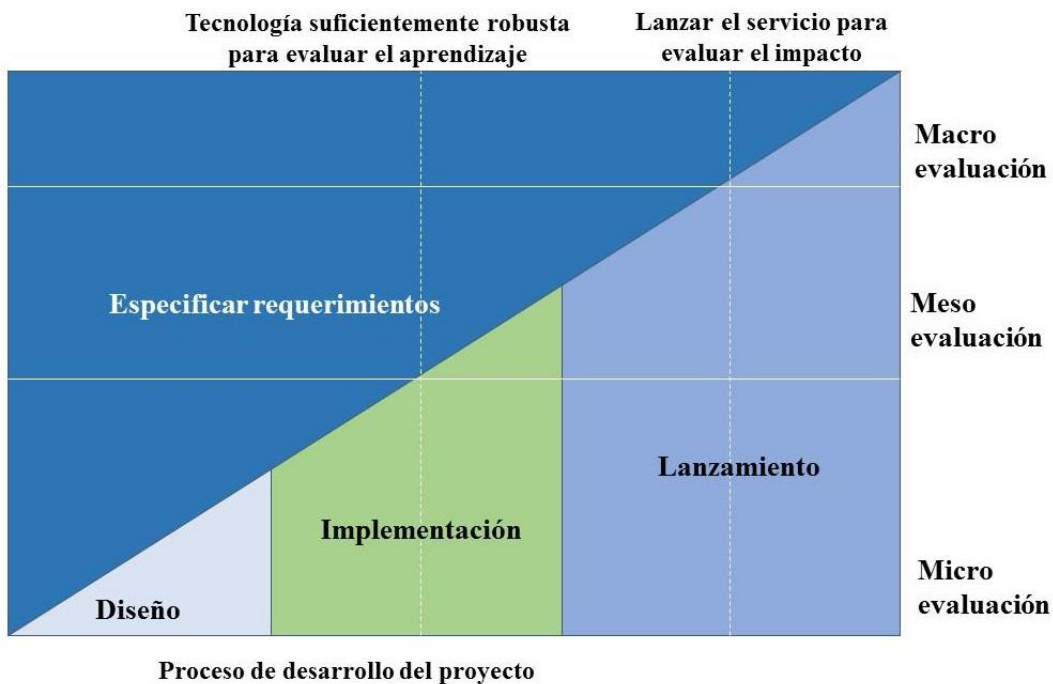 Tecnología suficientemente robusta
para evaluar el aprendizaje
Lanzar el servicio para
evaluar el impacto
Macro
evaluación
Especificar requerimientos
Meso
evaluación
Lanzamiento
Implementación
Micro
evaluación
Diseño
Proceso de desarrollo del proyecto